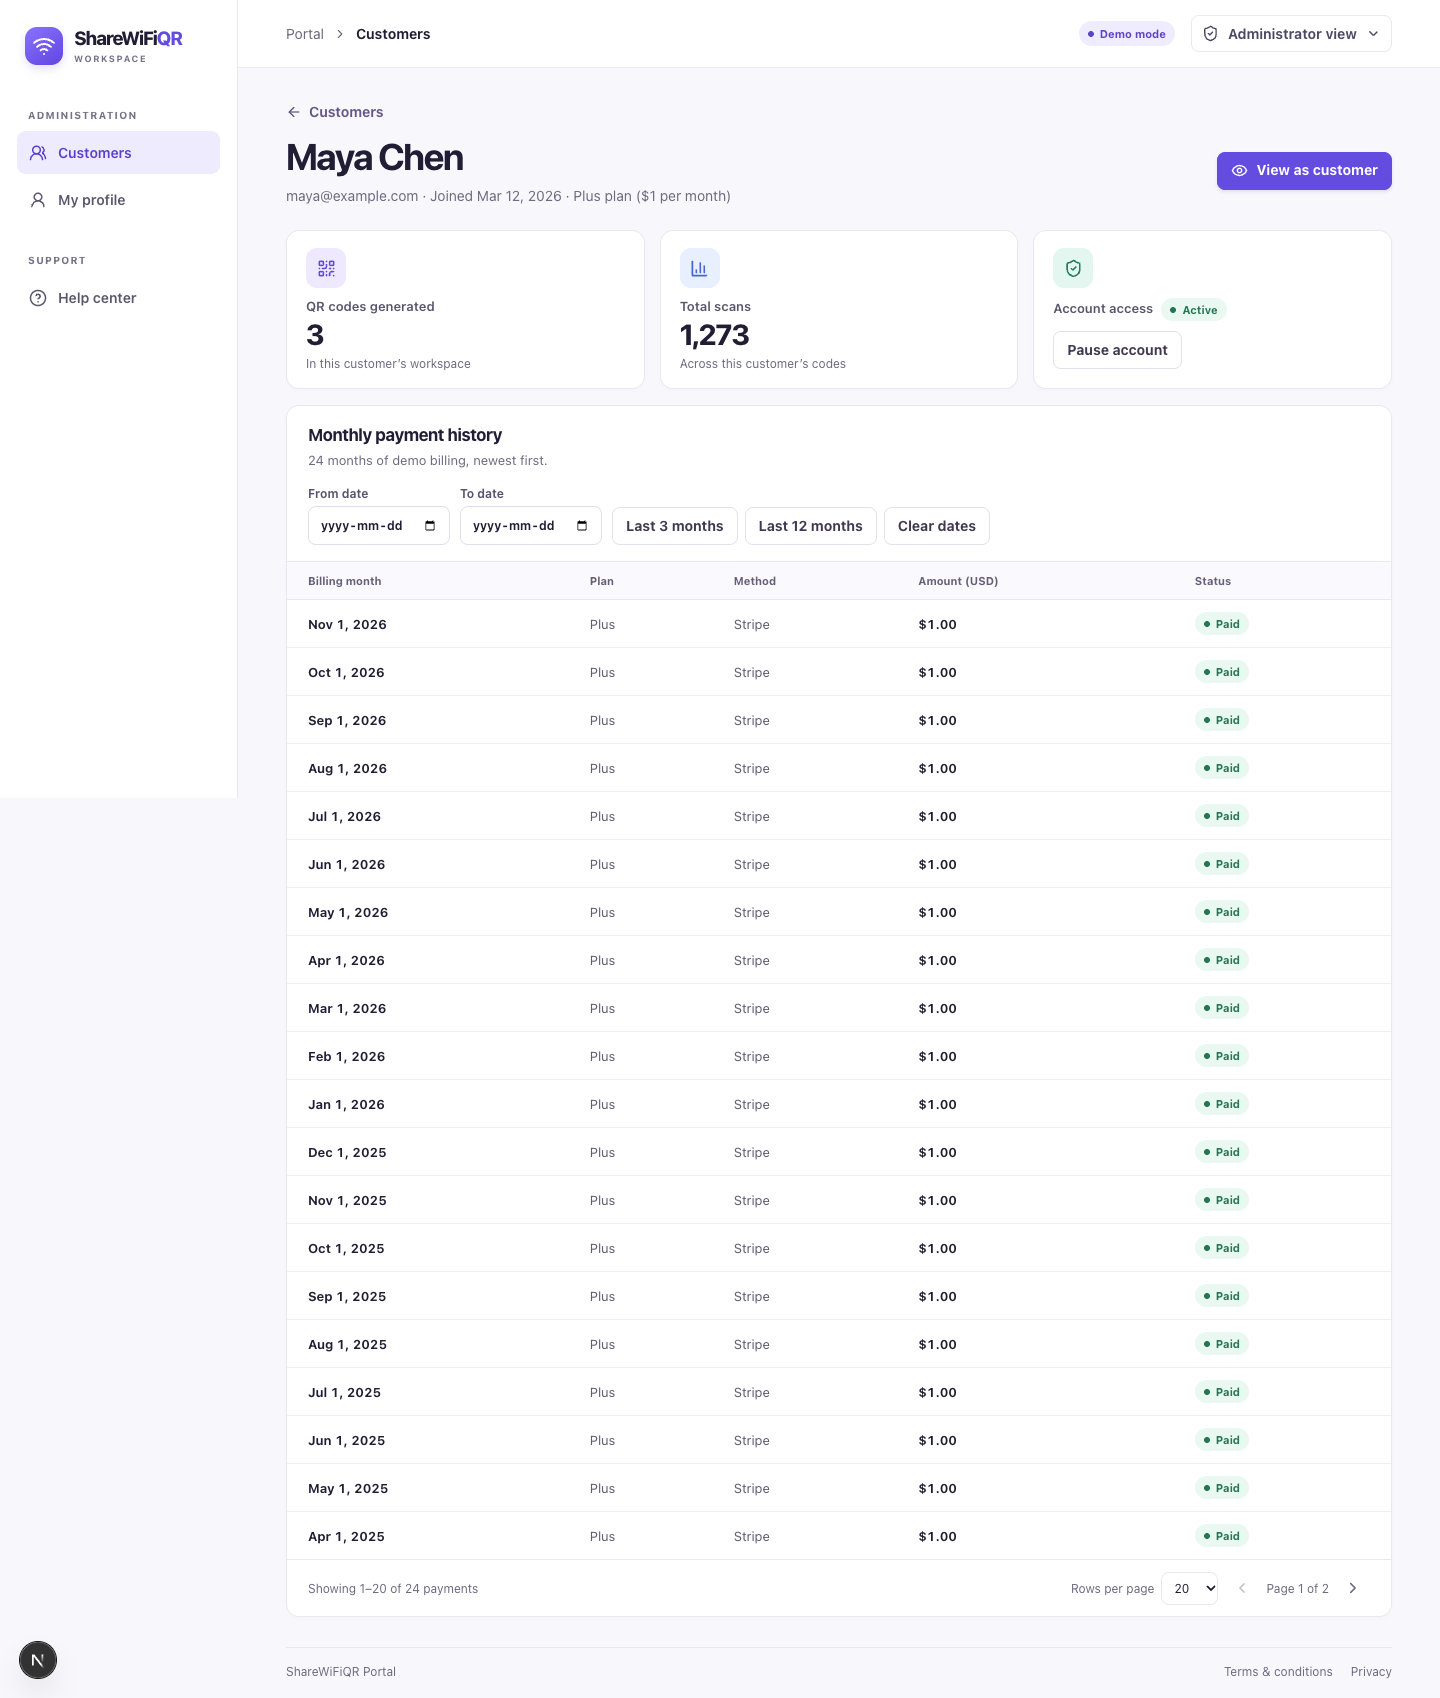 ShareWiFiQR
WORKSPACE
ADMINISTRATION
Customers
My profile
SUPPORT
Help center
Portal > Customers
Demo mode
Administrator view
← Customers
Maya Chen
maya@example.com · Joined Mar 12, 2026 · Plus plan ($1 per month)
View as customer
QR codes generated
3
In this customer’s workspace
Total scans
1,273
Across this customer’s codes
Account access Active
Pause account
Monthly payment history
24 months of demo billing, newest first.
From date To date
yyyy-mm-dd yyyy-mm-dd Last 3 months Last 12 months Clear dates
Billing month Plan Method Amount (USD) Status
Nov 1, 2026 Plus Stripe $1.00 Paid
Oct 1, 2026 Plus Stripe $1.00 Paid
Sep 1, 2026 Plus Stripe $1.00 Paid
Aug 1, 2026 Plus Stripe $1.00 Paid
Jul 1, 2026 Plus Stripe $1.00 Paid
Jun 1, 2026 Plus Stripe $1.00 Paid
May 1, 2026 Plus Stripe $1.00 Paid
Apr 1, 2026 Plus Stripe $1.00 Paid
Mar 1, 2026 Plus Stripe $1.00 Paid
Feb 1, 2026 Plus Stripe $1.00 Paid
Jan 1, 2026 Plus Stripe $1.00 Paid
Dec 1, 2025 Plus Stripe $1.00 Paid
Nov 1, 2025 Plus Stripe $1.00 Paid
Oct 1, 2025 Plus Stripe $1.00 Paid
Sep 1, 2025 Plus Stripe $1.00 Paid
Aug 1, 2025 Plus Stripe $1.00 Paid
Jul 1, 2025 Plus Stripe $1.00 Paid
Jun 1, 2025 Plus Stripe $1.00 Paid
May 1, 2025 Plus Stripe $1.00 Paid
Apr 1, 2025 Plus Stripe $1.00 Paid
Showing 1–20 of 24 payments Rows per page 20 Page 1 of 2
N
ShareWiFiQR Portal Terms & conditions Privacy